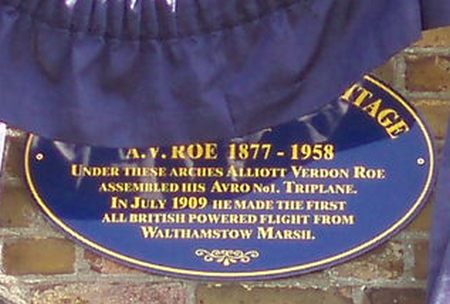 ITAGE
A.V. ROE 1877 - 1958
UNDER THESE ARCHES ALLIOTT VERDON ROE
ASSEMBLED HIS AVRO No1. TRIPLANE.
IN JULY 1909 HE MADE THE FIRST
ALL BRITISH POWERED FLIGHT FROM
WALTHAMSTOW MARSH.